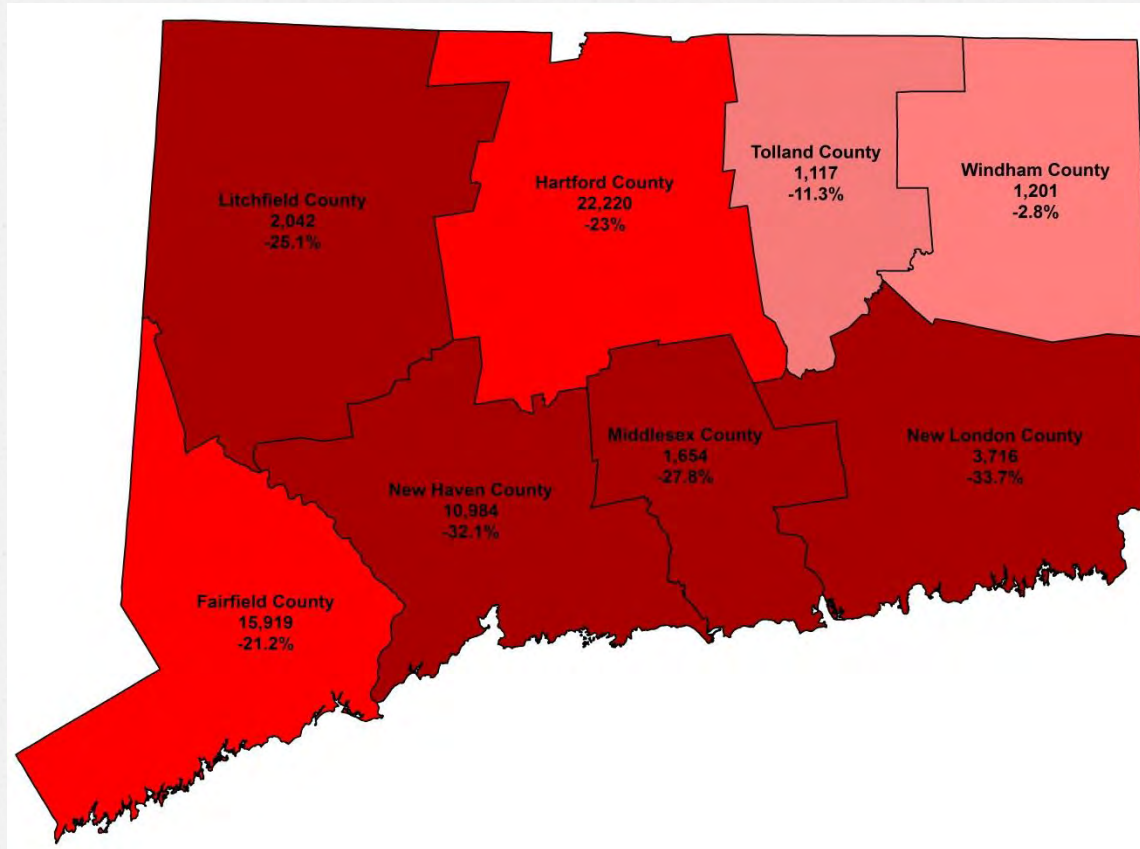 Litchfield County
2,042
-25.1%
Hartford County
22,220
-23%
Tolland County
1,117
-11.3%
Windham County
1,201
-2.8%
Fairfield County
15,919
-21.2%
New Haven County
10,984
-32.1%
Middlesex County
1,654
-27.8%
New London County
3,716
-33.7%